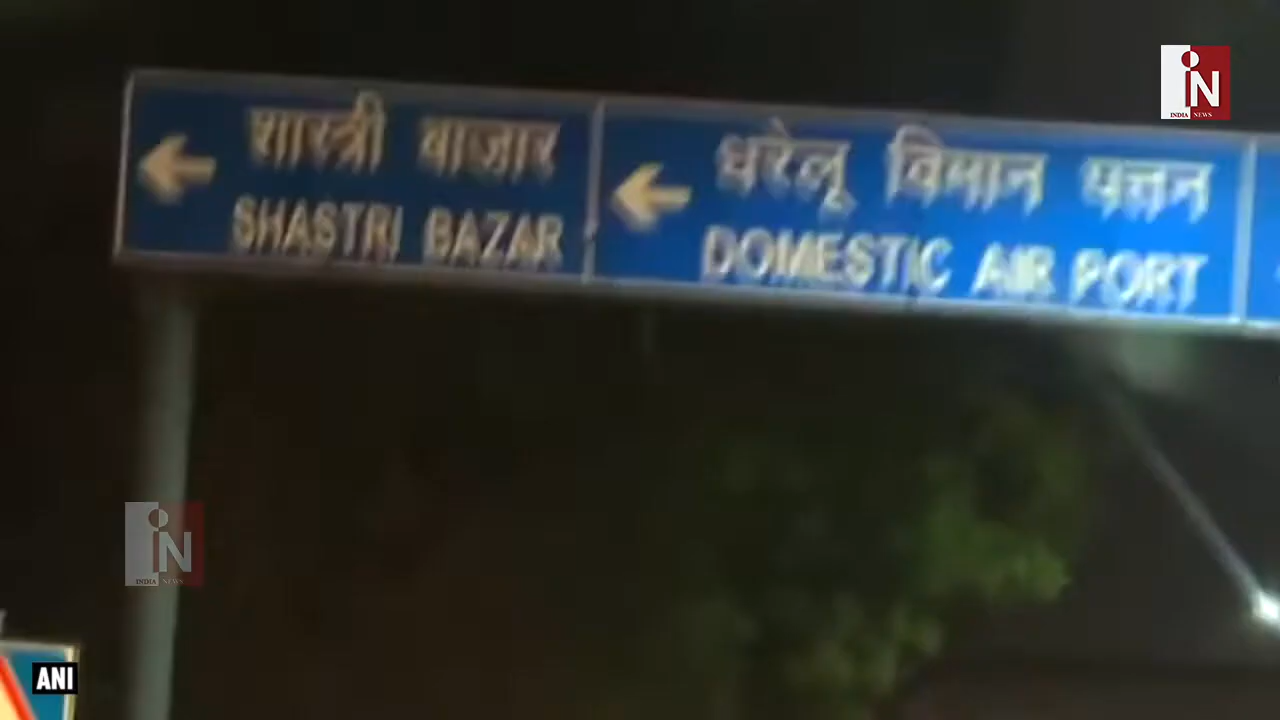 शास्त्री बाजार
SHASTRI BAZAR
घरेलू विमान पत्तन
DOMESTIC AIR PORT
IN
INDIA NEWS
IN
INDIA NEWS
ANI